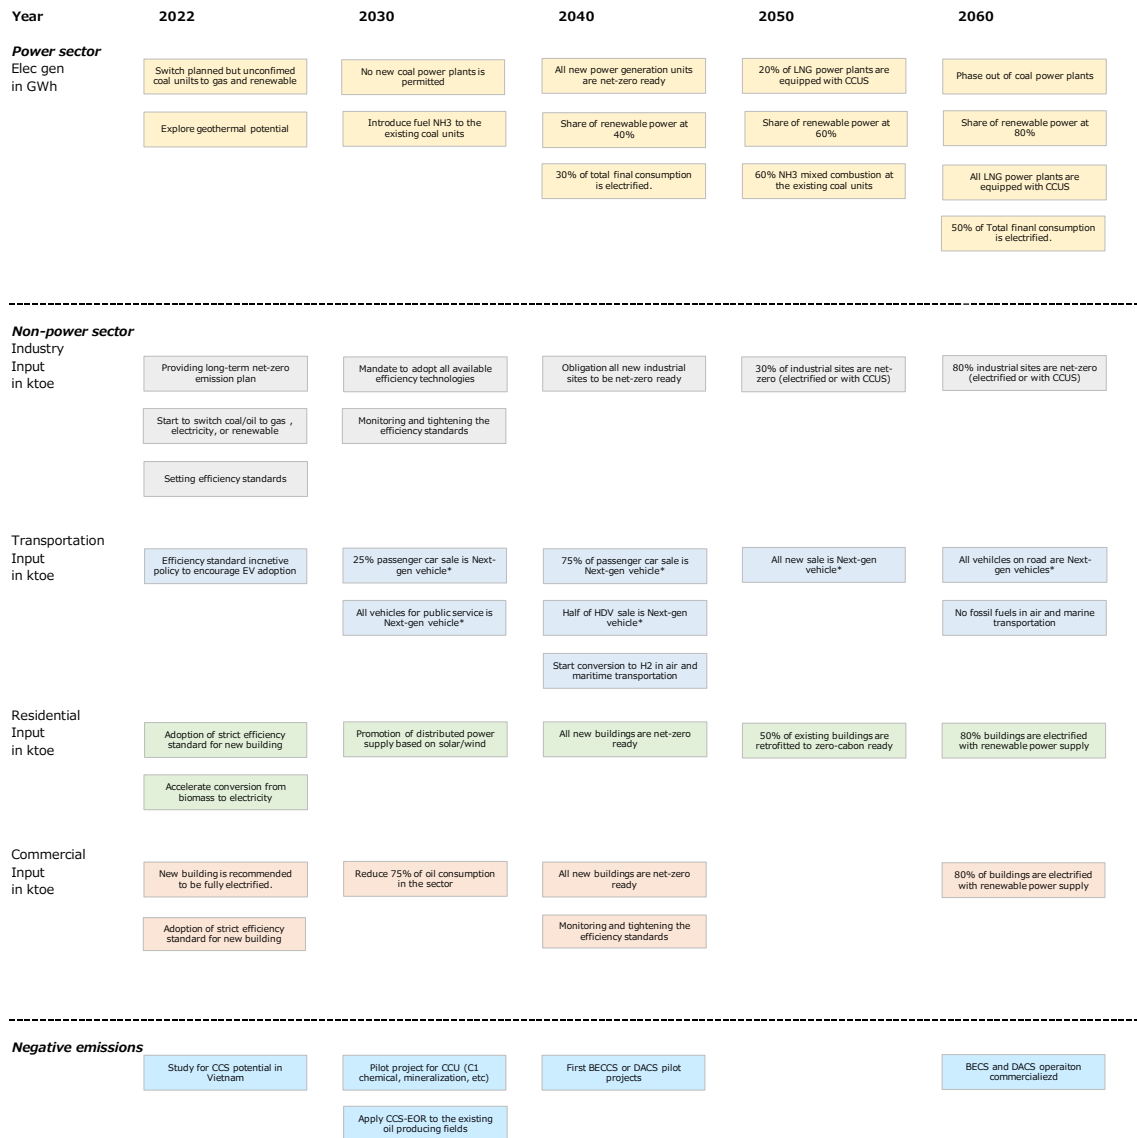 Year
2022
2030
2040
2050
2060
Power sector
Elec gen
in GWh
Switch planned but unconfimed
coal unilts to gas and renewable
No new coal power plants is
permitted
All new power generation units
are net-zero ready
20% of LNG power plants are
equipped with CCUS
Phase out of coal power plants
Explore geothermal potential
Introduce fuel NH3 to the
existing coal units
Share of renewable power at
40%
Share of renewable power at
60%
Share of renewable power at
80%
30% of total final consumption
is electrified.
60% NH3 mixed combustion at
the existing coal units
All LNG power plants are
equipped with CCUS
50% of Total finanl consumption
is electrified.
Non-power sector
Industry
Input
in ktoe
Providing long-term net-zero
emission plan
Mandate to adopt all available
efficiency technologies
Obligation all new industrial
sites to be net-zero ready
30% of industrial sites are net-
zero (electrified or with CCUS)
80% industrial sites are net-zero
(electrified or with CCUS)
Start to switch coal/oil to gas ,
electricity, or renewable
Monitoring and tightening the
efficiency standards
Setting efficiency standards
Transportation
Input
in ktoe
Efficiency standard incnetive
policy to encourage EV adoption
25% passenger car sale is Next-
gen vehicle*
75% of passenger car sale is
Next-gen vehicle*
All new sale is Next-gen
vehicle*
All vehilcles on road are Next-
gen vehicles*
All vehicles for public service is
Next-gen vehicle*
Half of HDV sale is Next-gen
vehicle*
No fossil fuels in air and marine
transportation
Start conversion to H2 in air and
maritime transportation
Residential
Input
in ktoe
Adoption of strict efficiency
standard for new building
Promotion of distributed power
supply based on solar/wind
All new buildings are net-zero
ready
50% of existing buildings are
retrofitted to zero-cabon ready
80% buildings are electrified
with renewable power supply
Accelerate conversion from
biomass to electricity
Commercial
Input
in ktoe
New building is recommended
to be fully electrified.
Reduce 75% of oil consumption
in the sector
All new buildings are net-zero
ready
80% of buildings are electrified
with renewable power supply
Adoption of strict efficiency
standard for new building
Monitoring and tightening the
efficiency standards
Negative emissions
Study for CCS potential in
Vietnam
Pilot project for CCU (C1
chemical, mineralization, etc)
First BECCS or DACS pilot
projects
BECS and DACS operaiton
commercialiezd
Apply CCS-EOR to the existing
oil producing fields